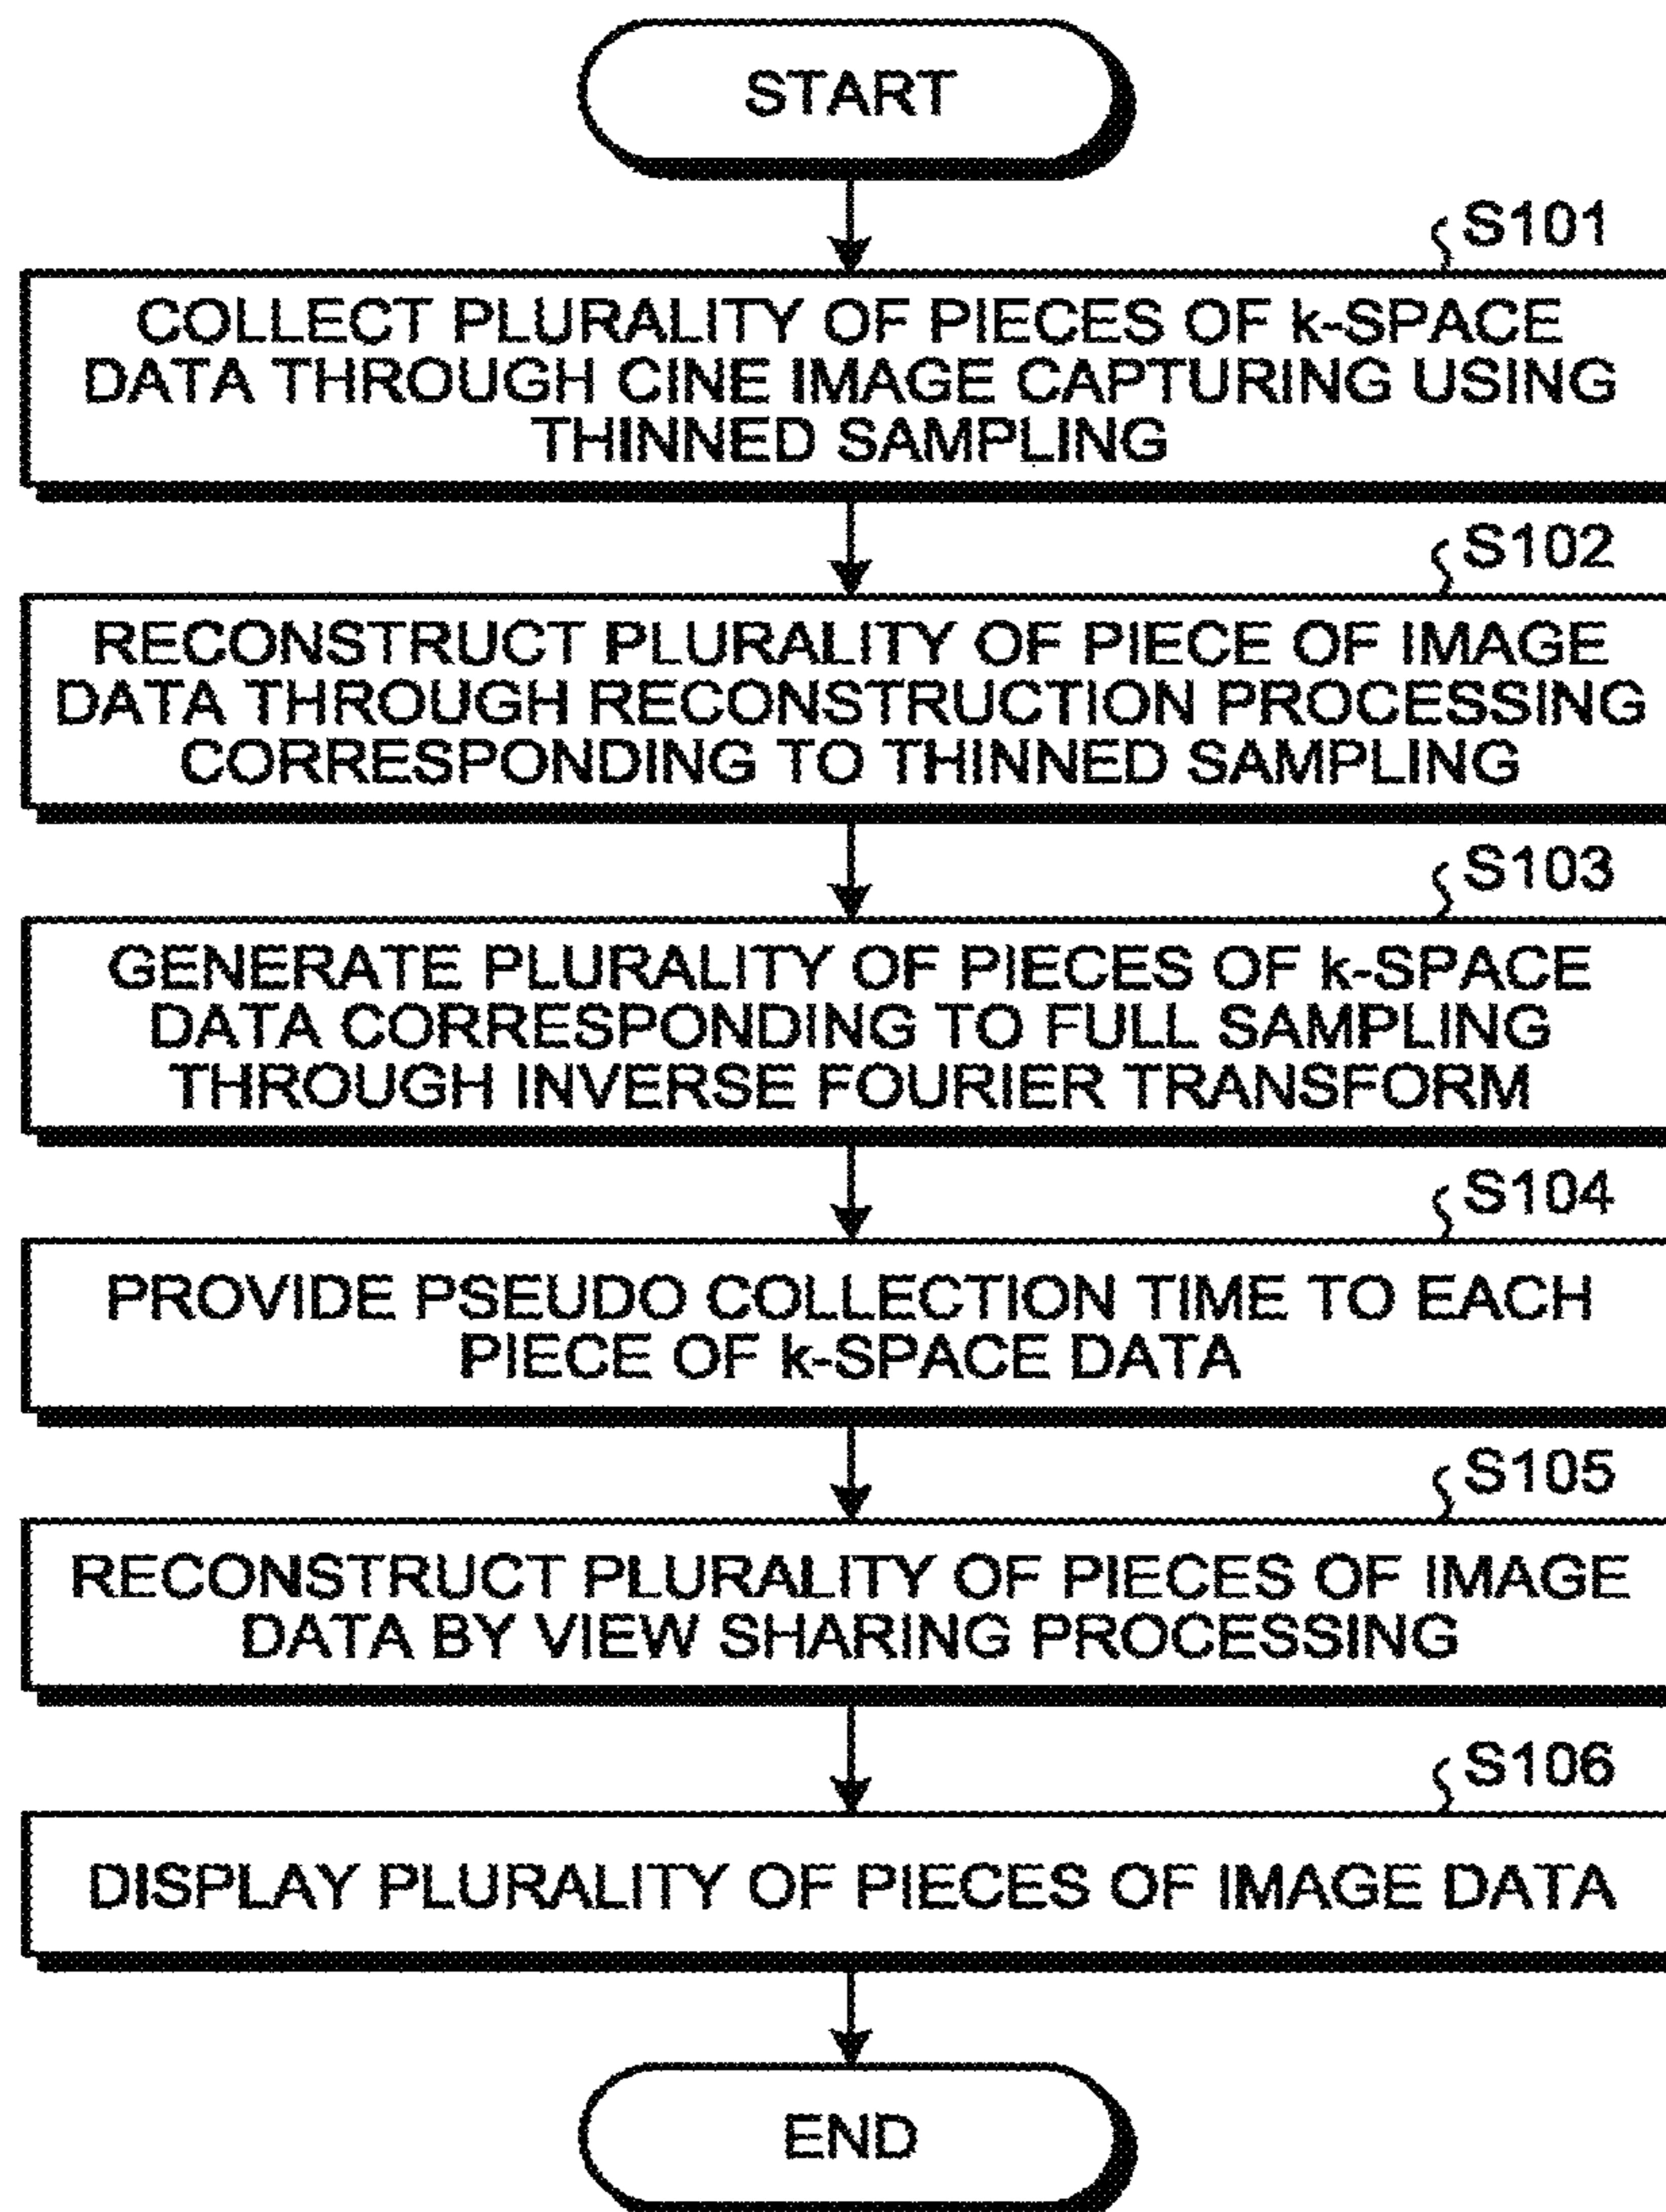 START
S101
COLLECT PLURALITY OF PIECES OF k-SPACE
DATA THROUGH CINE IMAGE CAPTURING USING
THINNED SAMPLING
S102
RECONSTRUCT PLURALITY OF PIECE OF IMAGE
DATA THROUGH RECONSTRUCTION PROCESSING
CORRESPONDING TO THINNED SAMPLING
S103
GENERATE PLURALITY OF PIECES OF k-SPACE
DATA CORRESPONDING TO FULL SAMPLING
THROUGH INVERSE FOURIER TRANSFORM
S104
PROVIDE PSEUDO COLLECTION TIME TO EACH
PIECE OF k-SPACE DATA
S105
RECONSTRUCT PLURALITY OF PIECES OF IMAGE
DATA BY VIEW SHARING PROCESSING
S106
DISPLAY PLURALITY OF PIECES OF IMAGE DATA
END